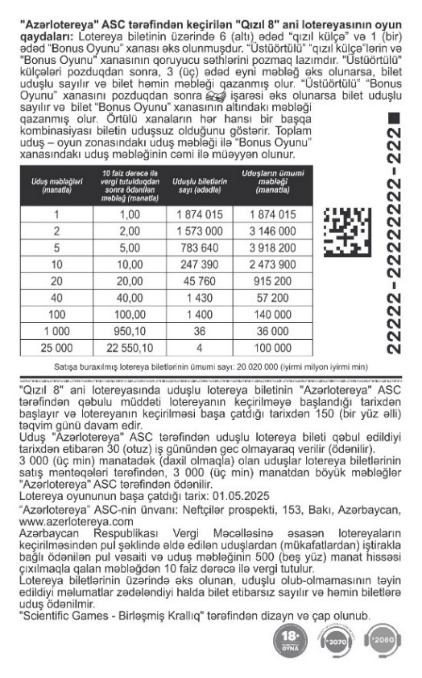 "Azərlotereya" ASC tərəfindən keçirilən "Qızıl 8" ani lotereyasının oyun
qaydaları: Lotereya biletinin üzərində 6 (altı) ədəd “qızıl külçə” və 1 (bir)
ədəd “Bonus Oyunu” xanası əks olunmuşdur. “Üstüörtülü” “qızıl külçə”lərin və
"Bonus Oyunu" xanasının qoruyucu səthlərini pozmaq lazımdır. "Üstüörtülü"
külçələri pozduqdan sonra, 3 (üç) ədəd eyni məbləğ əks olunarsa, bilet
uduşlu sayılır və bilet həmin məbləği qazanmış olur. “Üstüörtülü” “Bonus
Oyunu” xanasını pozduqdan sonra işarəsi əks olunarsa bilet uduşlu
sayılır və bilet “Bonus Oyunu” xanasının altındakı məbləği
qazanmış olur. Örtülü xanaların hər hansı bir başqa
kombinasiyası biletin uduşsuz olduğunu göstərir. Toplam
uduş – oyun zonasındakı uduş məbləği ilə “Bonus Oyunu”
xanasındakı uduş məbləğinin cəmi ilə müəyyən olunur.
Uduş məbləğləri (manatla) 10 faiz dərəcə ilə vergi tutulduqdan sonra ödənilən məbləğ (manatla) Uduşlu biletlərin sayı (ədədlə) Uduşların ümumi məbləği (manatla)
1 1,00 1 874 015 1 874 015
2 2,00 1 573 000 3 146 000
5 5,00 783 640 3 918 200
10 10,00 247 390 2 473 900
20 20,00 45 760 915 200
40 40,00 1 430 57 200
100 100,00 1 400 140 000
1 000 950,10 36 36 000
25 000 22 550,10 4 100 000
22222-22222222-222
Satışa buraxılmış lotereya biletlərinin ümumi sayı: 20 020 000 (iyirmi milyon iyirmi min)
"Qızıl 8" ani lotereyasında uduşlu lotereya biletinin "Azərlotereya" ASC
tərəfindən qəbulu müddəti lotereyanın keçirilməyə başlandığı tarixdən
başlayır və lotereyanın keçirilməsi başa çatdığı tarixdən 150 (bir yüz əlli)
təqvim günü davam edir.
Uduş "Azərlotereya" ASC tərəfindən uduşlu lotereya bileti qəbul edildiyi
tarixdən etibarən 30 (otuz) iş günündən gec olmayaraq verilir (ödənilir).
3 000 (üç min) manatadək (daxil olmaqla) olan uduşlar lotereya biletlərinin
satış məntəqələri tərəfindən, 3 000 (üç min) manatdan böyük məbləğlər
"Azərlotereya" ASC tərəfindən ödənilir.
Lotereya oyununun başa çatdığı tarix: 01.05.2025
“Azərlotereya” ASC-nin ünvanı: Neftçilər prospekti, 153, Bakı, Azərbaycan,
www.azerlotereya.com
Azərbaycan Respublikası Vergi Məcəlləsinə əsasən lotereyaların
keçirilməsindən pul şəklində əldə edilən uduşlardan (mükafatlardan) iştirakla
bağlı ödənilən pul vəsaiti və uduş məbləğinin 500 (beş yüz) manat hissəsi
çıxılmaqla qalan məbləğdən 10 faiz dərəcə ilə vergi tutulur.
Lotereya biletlərinin üzərində əks olunan, uduşlu olub-olmamasının təyin
edildiyi məlumatlar zədələndiyi halda bilet etibarsız sayılır və həmin biletlərə
uduş ödənilmir.
"Scientific Games - Birləşmiş Krallıq" tərəfindən dizayn və çap olunub.
18+
OYNA
*2070
*2080